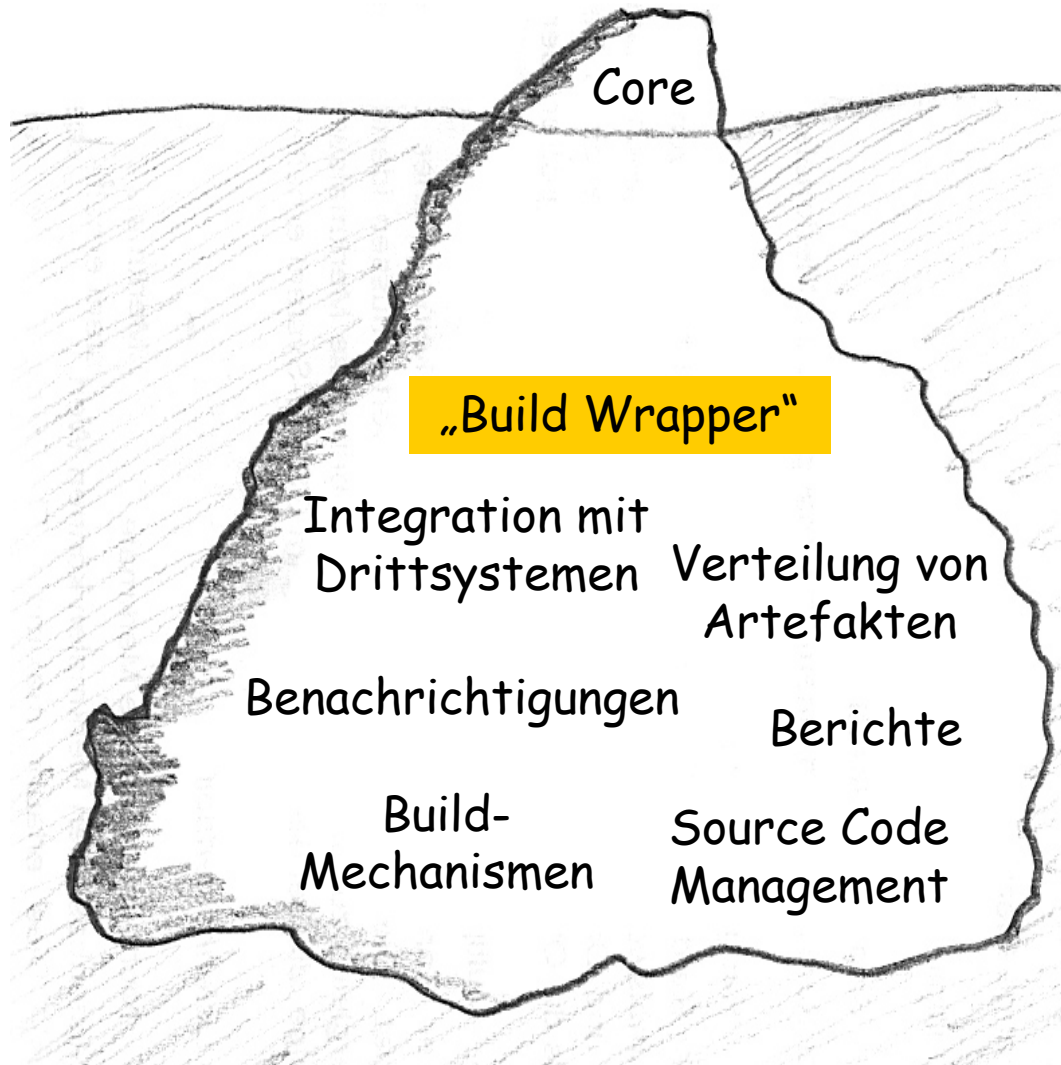 Core
„Build Wrapper“
Integration mit
Drittsystemen
Verteilung von
Artefakten
Benachrichtigungen
Berichte
Build-
Mechanismen
Source Code
Management